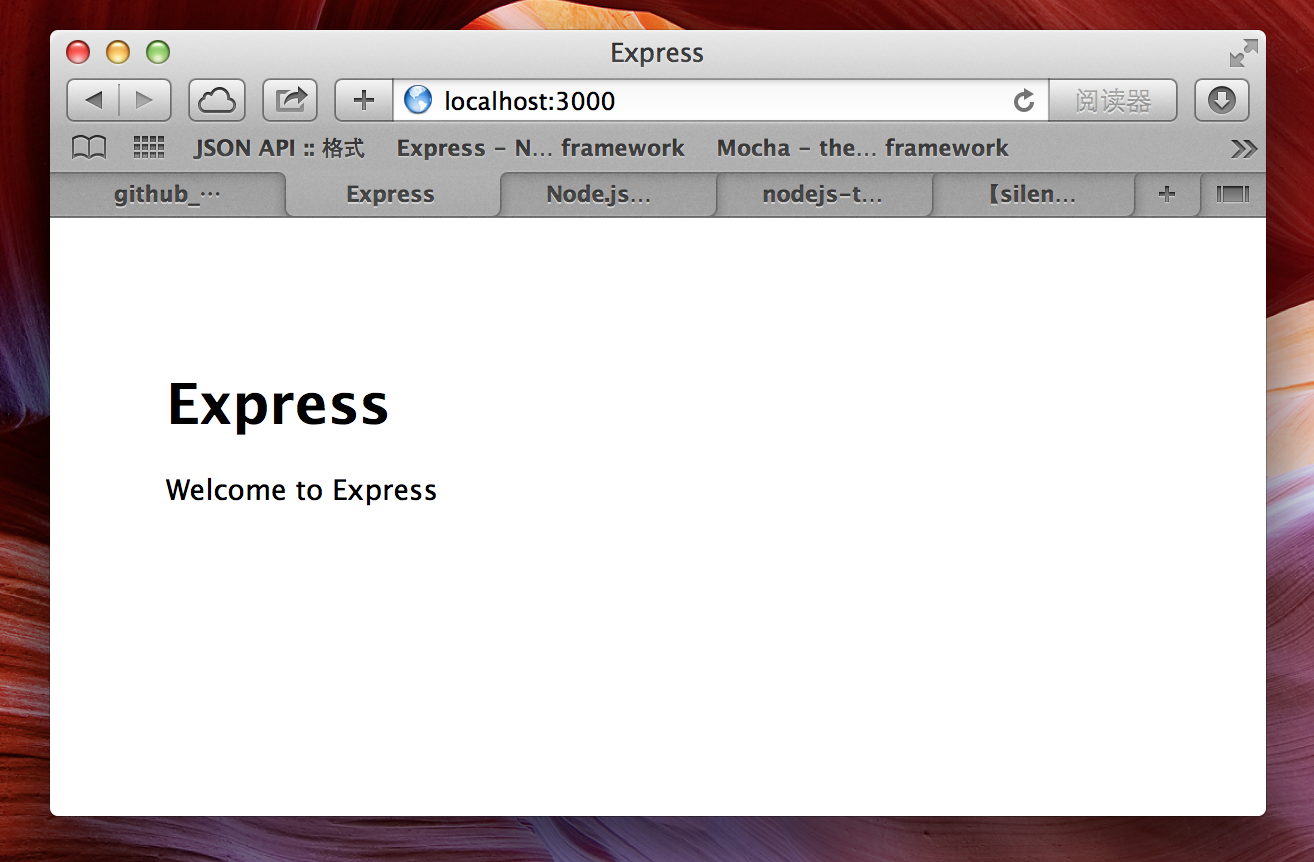 Express
localhost:3000
阅读器
JSON API :: 格式 Express - N... framework Mocha - the... framework
github_... Express Node.js... nodejs-t... 【silen...
Express
Welcome to Express